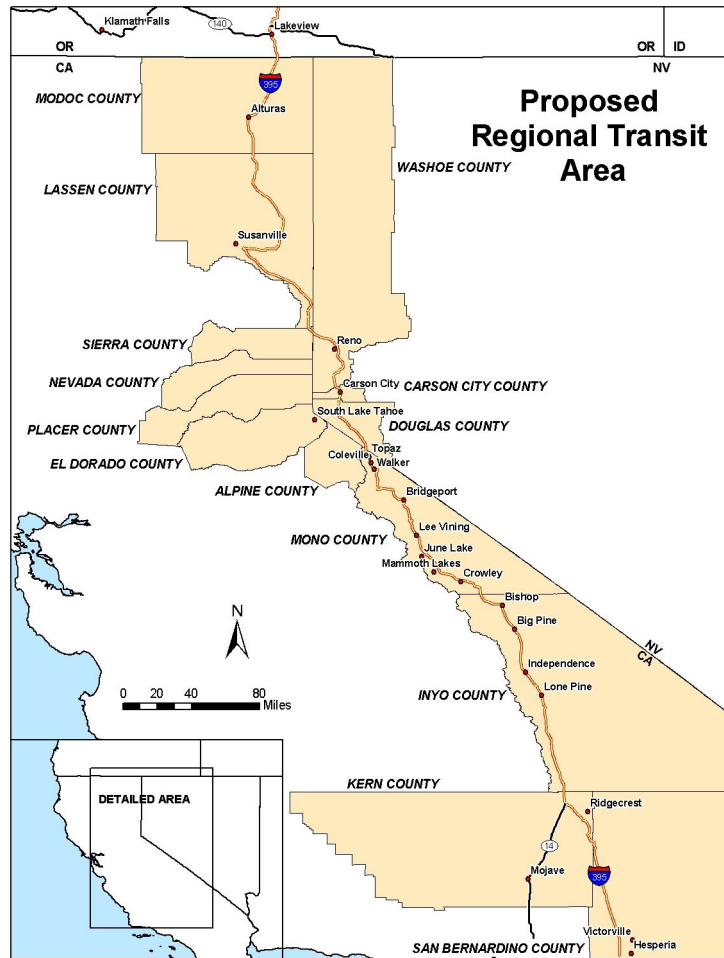 Klamath Falls
140
Lakeview
OR
OR
ID
CA
NV
395
MODOC COUNTY
Alturas
Proposed
Regional Transit
Area
WASHOE COUNTY
LASSEN COUNTY
Susanville
SIERRA COUNTY
Reno
NEVADA COUNTY
Carson City
CARSON CITY COUNTY
South Lake Tahoe
PLACER COUNTY
DOUGLAS COUNTY
Topaz
Coleville
Walker
EL DORADO COUNTY
ALPINE COUNTY
Bridgeport
Lee Vining
MONO COUNTY
June Lake
Mammoth Lakes
Crowley
Bishop
N
Big Pine
NV
CA
Independence
INYO COUNTY
Lone Pine
0 10 20 40 60 80
Miles
KERN COUNTY
DETAILED AREA
Ridgecrest
14
Mojave
395
Victorville
SAN BERNARDINO COUNTY
Hesperia